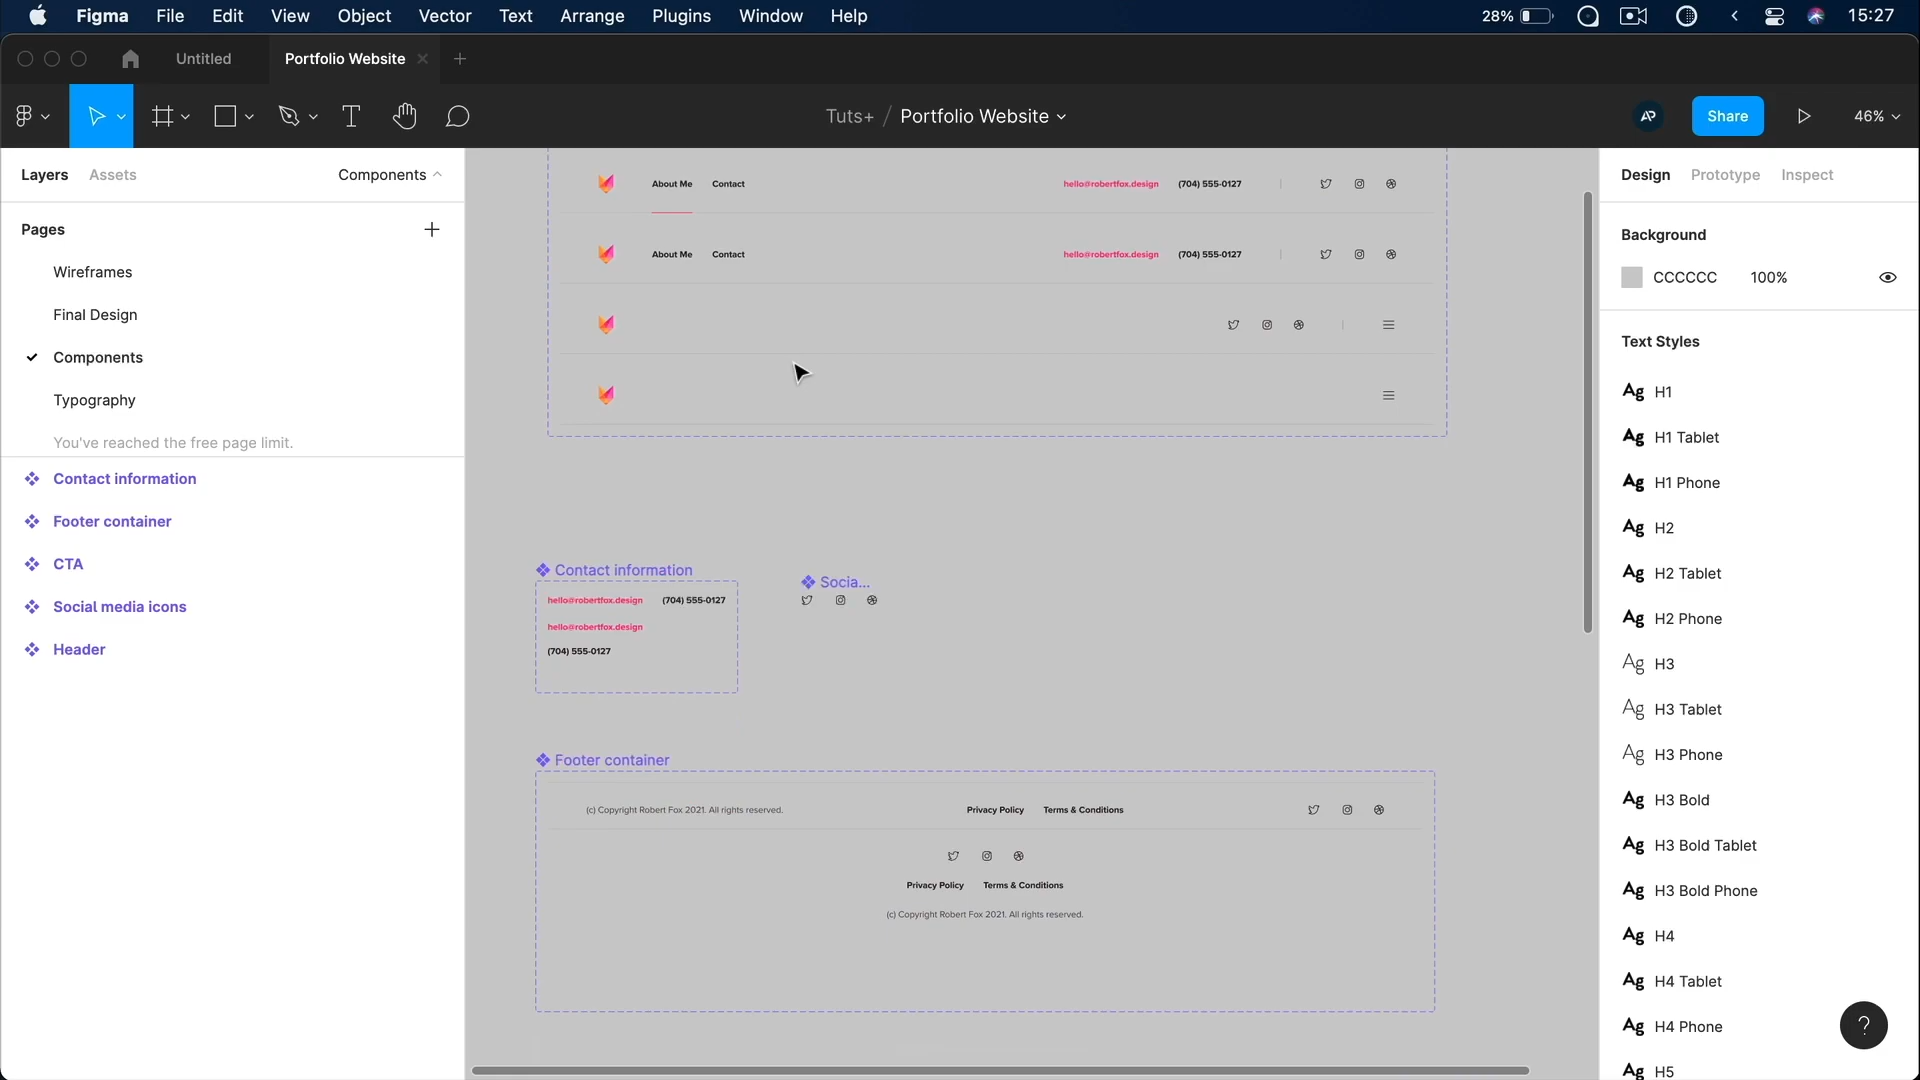 Figma File Edit View Object Vector Text Arrange Plugins Window Help 28% 15:27
Untitled Portfolio Website
Tuts+ / Portfolio Website AP Share 46%
Layers Assets Components
Pages
Wireframes
Final Design
Components
Typography
You've reached the free page limit.
Contact information
Footer container
CTA
Social media icons
Header
About Me Contact hello@robertfox.design (704) 555-0127
About Me Contact hello@robertfox.design (704) 555-0127
Contact information
Socia...
hello@robertfox.design (704) 555-0127
hello@robertfox.design
(704) 555-0127
Footer container
(c) Copyright Robert Fox 2021. All rights reserved. Privacy Policy Terms & Conditions
Privacy Policy Terms & Conditions
(c) Copyright Robert Fox 2021. All rights reserved.
Design Prototype Inspect
Background
CCCCCC 100%
Text Styles
Ag H1
Ag H1 Tablet
Ag H1 Phone
Ag H2
Ag H2 Tablet
Ag H2 Phone
Ag H3
Ag H3 Tablet
Ag H3 Phone
Ag H3 Bold
Ag H3 Bold Tablet
Ag H3 Bold Phone
Ag H4
Ag H4 Tablet
Ag H4 Phone
Ag H5
?